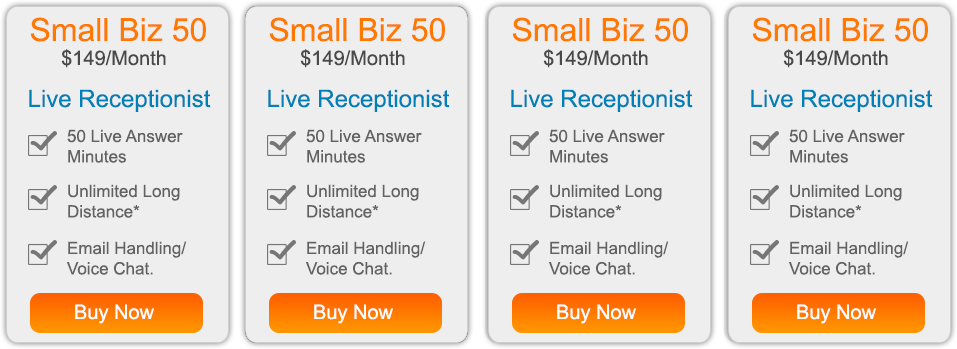 Small Biz 50
$149/Month
Live Receptionist
50 Live Answer
Minutes
Unlimited Long
Distance*
Email Handling/
Voice Chat.
Buy Now
Small Biz 50
$149/Month
Live Receptionist
50 Live Answer
Minutes
Unlimited Long
Distance*
Email Handling/
Voice Chat.
Buy Now
Small Biz 50
$149/Month
Live Receptionist
50 Live Answer
Minutes
Unlimited Long
Distance*
Email Handling/
Voice Chat.
Buy Now
Small Biz 50
$149/Month
Live Receptionist
50 Live Answer
Minutes
Unlimited Long
Distance*
Email Handling/
Voice Chat.
Buy Now